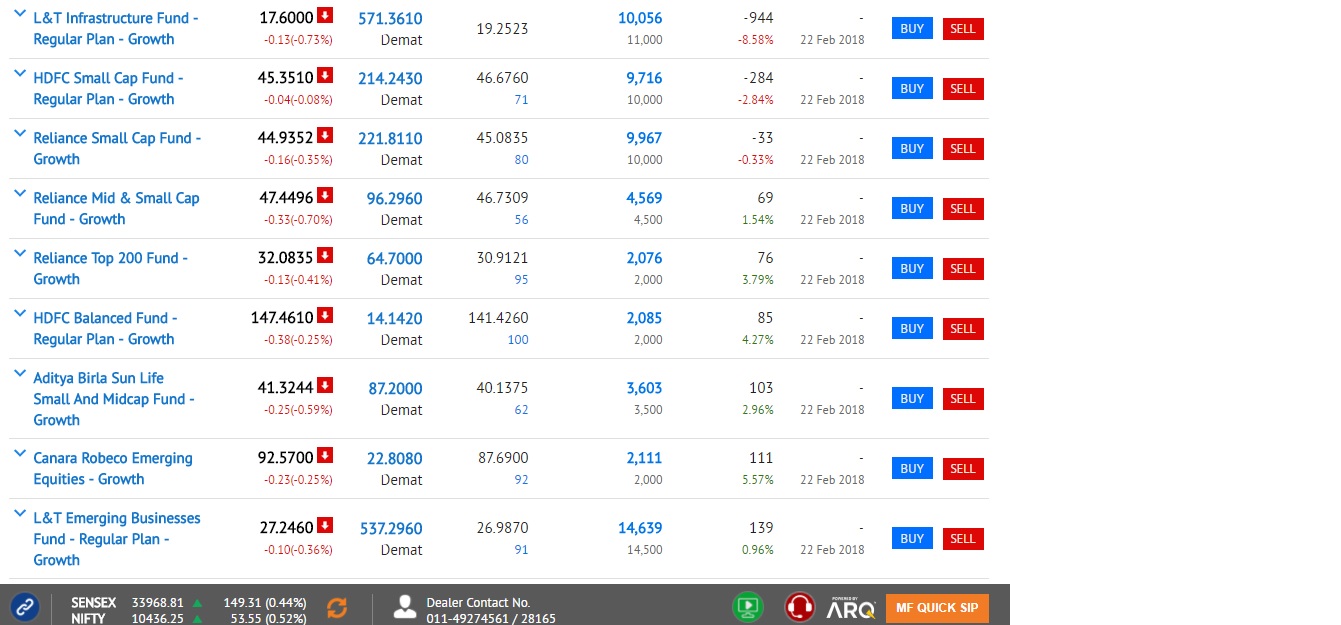 L&T Infrastructure Fund - 17.6000 571.3610 19.2523 10,056 -944 - BUY SELL
Regular Plan - Growth -0.13(-0.73%) Demat 11,000 -8.58% 22 Feb 2018
HDFC Small Cap Fund - 45.3510 214.2430 46.6760 9,716 -284 - BUY SELL
Regular Plan - Growth -0.04(-0.08%) Demat 71 10,000 -2.84% 22 Feb 2018
Reliance Small Cap Fund - 44.9352 221.8110 45.0835 9,967 -33 - BUY SELL
Growth -0.16(-0.35%) Demat 80 10,000 -0.33% 22 Feb 2018
Reliance Mid & Small Cap 47.4496 96.2960 46.7309 4,569 69 - BUY SELL
Fund - Growth -0.33(-0.70%) Demat 56 4,500 1.54% 22 Feb 2018
Reliance Top 200 Fund - 32.0835 64.7000 30.9121 2,076 76 - BUY SELL
Growth -0.13(-0.41%) Demat 95 2,000 3.79% 22 Feb 2018
HDFC Balanced Fund - 147.4610 14.1420 141.4260 2,085 85 - BUY SELL
Regular Plan - Growth -0.38(-0.25%) Demat 100 2,000 4.27% 22 Feb 2018
Aditya Birla Sun Life 41.3244 87.2000 40.1375 3,603 103 - BUY SELL
Small And Midcap Fund - -0.25(-0.59%) Demat 62 3,500 2.96% 22 Feb 2018
Growth
Canara Robeco Emerging 92.5700 22.8080 87.6900 2,111 111 - BUY SELL
Equities - Growth -0.23(-0.25%) Demat 92 2,000 5.57% 22 Feb 2018
L&T Emerging Businesses 27.2460 537.2960 26.9870 14,639 139 - BUY SELL
Fund - Regular Plan - -0.10(-0.36%) Demat 91 14,500 0.96% 22 Feb 2018
Growth
SENSEX 33968.81 149.31 (0.44%) Dealer Contact No. POWERED BY ARQ MF QUICK SIP
NIFTY 10436.25 53.55 (0.52%) 011-49274561 / 28165